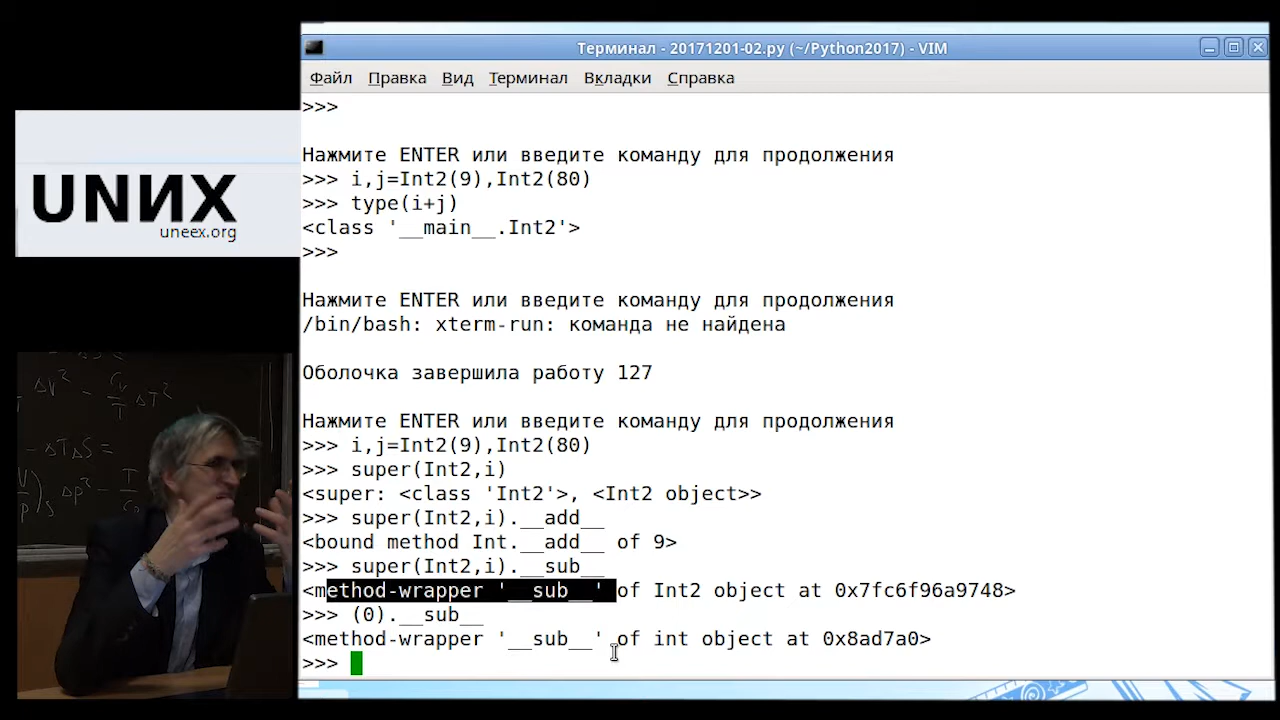 Терминал - 20171201-02.py (~/Python2017) - VIM
Файл Правка Вид Терминал Вкладки Справка
>>>
Нажмите ENTER или введите команду для продолжения
>>> i,j=Int2(9),Int2(80)
>>> type(i+j)
<class '__main__.Int2'>
>>>
Нажмите ENTER или введите команду для продолжения
/bin/bash: xterm-run: команда не найдена
Оболочка завершила работу 127
Нажмите ENTER или введите команду для продолжения
>>> i,j=Int2(9),Int2(80)
>>> super(Int2,i)
<super: <class 'Int2'>, <Int2 object>>
>>> super(Int2,i).__add__
<bound method Int.__add__ of 9>
>>> super(Int2,i).__sub__
<method-wrapper '__sub__' of Int2 object at 0x7fc6f96a9748>
>>> (0).__sub__
<method-wrapper '__sub__' of int object at 0x8ad7a0>
>>>
UNИX
uneex.org